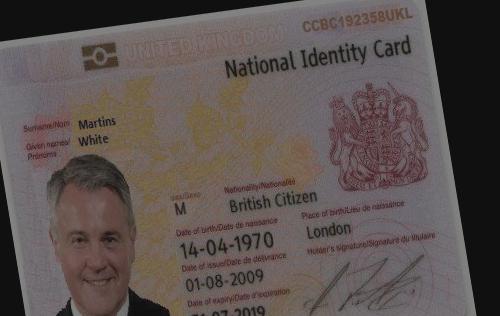 CCBC192358UKL
UNITED KINGDOM
National Identity Card
Surname/Nom Martins
Given names/ White
Prénoms
Sex/Sexe Nationality/Nationalité
M British Citizen
Date of birth/Date de naissance Place of birth/Lieu de naissance
14-04-1970 London
Date of issue/Date de délivrance Holder's signature/Signature du titulaire
01-08-2009
Date of expiry/Date d'expiration
31-07-2019